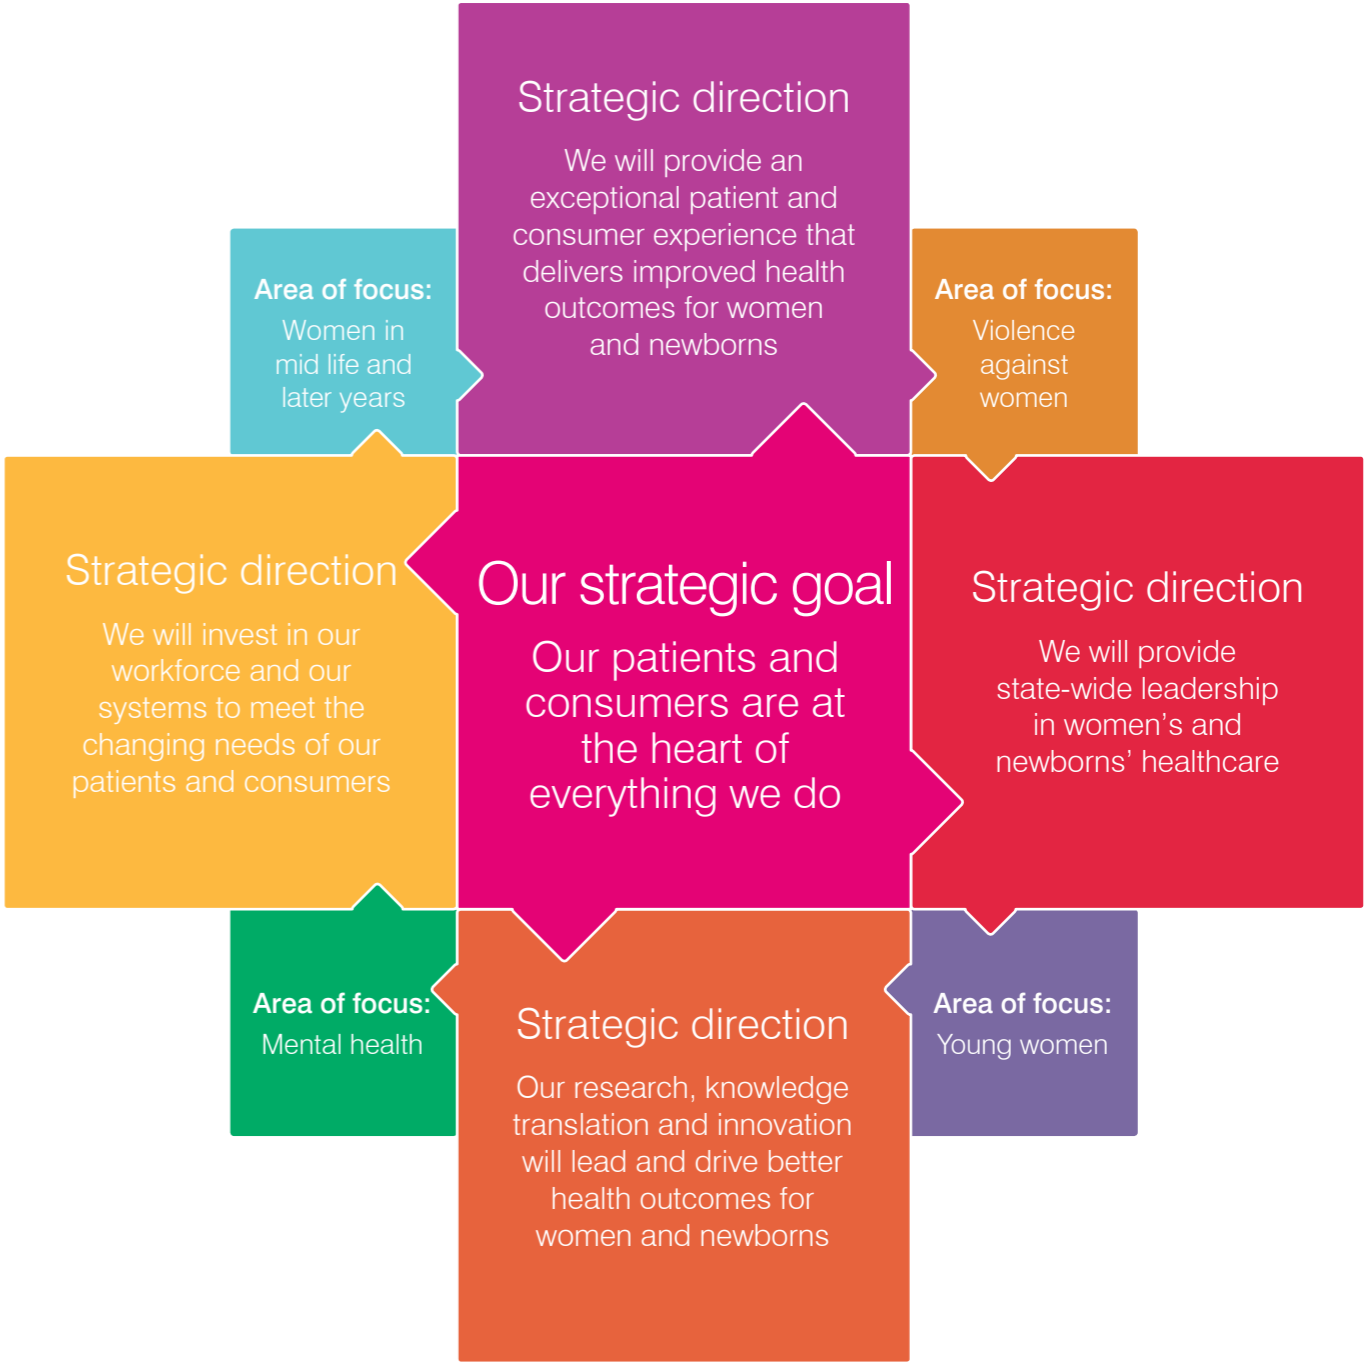 Strategic direction
We will provide an
exceptional patient and
consumer experience that
delivers improved health
outcomes for women
and newborns
Area of focus:
Women in
mid life and
later years
Area of focus:
Violence
against
women
Strategic direction
We will invest in our
workforce and our
systems to meet the
changing needs of our
patients and consumers
Our strategic goal
Our patients and
consumers are at
the heart of
everything we do
Strategic direction
We will provide
state-wide leadership
in women’s and
newborns’ healthcare
Area of focus:
Mental health
Strategic direction
Our research, knowledge
translation and innovation
will lead and drive better
health outcomes for
women and newborns
Area of focus:
Young women